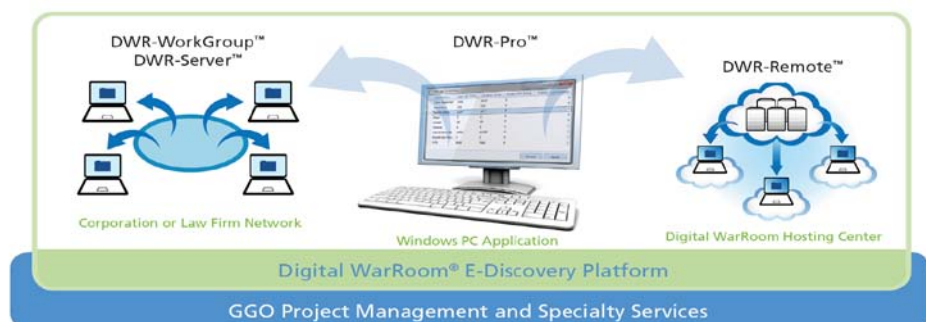 DWR-WorkGroup™
DWR-Server™
DWR-Pro™
DWR-Remote™
Corporation or Law Firm Network
Windows PC Application
Digital WarRoom Hosting Center
Digital WarRoom® E-Discovery Platform
GGO Project Management and Specialty Services